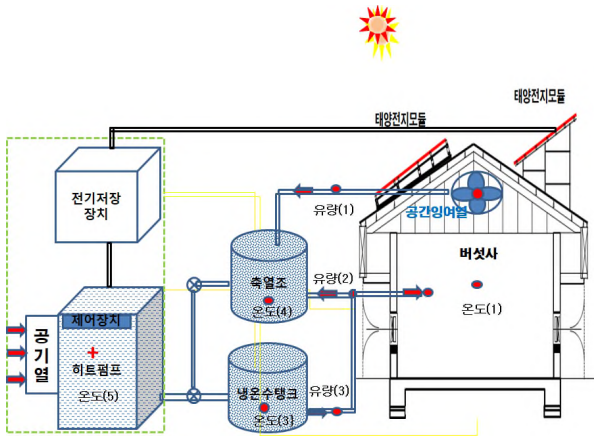 태양전지모듈
태양전지모듈
전기저장
장치
유량(1)
공간잉여열
버섯사
축열조
유량(2)
온도(4)
온도(1)
제어장치
공
기
열
히트펌프
온도(5)
냉온수탱크
유량(3)
온도(3)